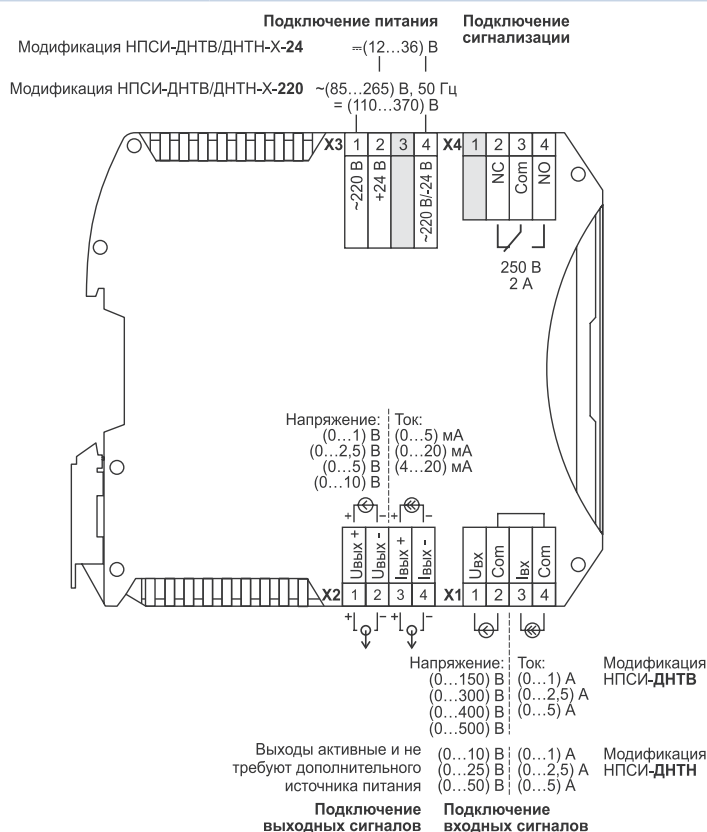 Подключение питания
Подключение
сигнализации
Модификация НПСИ-ДНТВ/ДНТН-Х-24
⎓(12…36) В
Модификация НПСИ-ДНТВ/ДНТН-Х-220
~(85…265) В, 50 Гц
= (110…370) В
X3 1 2 3 4
~220 В
+24 В
~220 В/-24 В
X4 1 2 3 4
NC
Com
NO
250 В
2 А
Напряжение:
(0…1) В
(0…2,5) В
(0…5) В
(0…10) В
Ток:
(0…5) мА
(0…20) мА
(4…20) мА
+ − + −
Uвых +
Uвых -
Iвых +
Iвых -
X2 1 2 3 4
+ − + −
Uвх
Com
Iвх
Com
X1 1 2 3 4
Напряжение:
(0…150) В
(0…300) В
(0…400) В
(0…500) В
Ток:
(0…1) А
(0…2,5) А
(0…5) А
Модификация
НПСИ-ДНТВ
Выходы активные и не
требуют дополнительного
источника питания
(0…10) В
(0…25) В
(0…50) В
(0…1) А
(0…2,5) А
(0…5) А
Модификация
НПСИ-ДНТН
Подключение
выходных сигналов
Подключение
входных сигналов